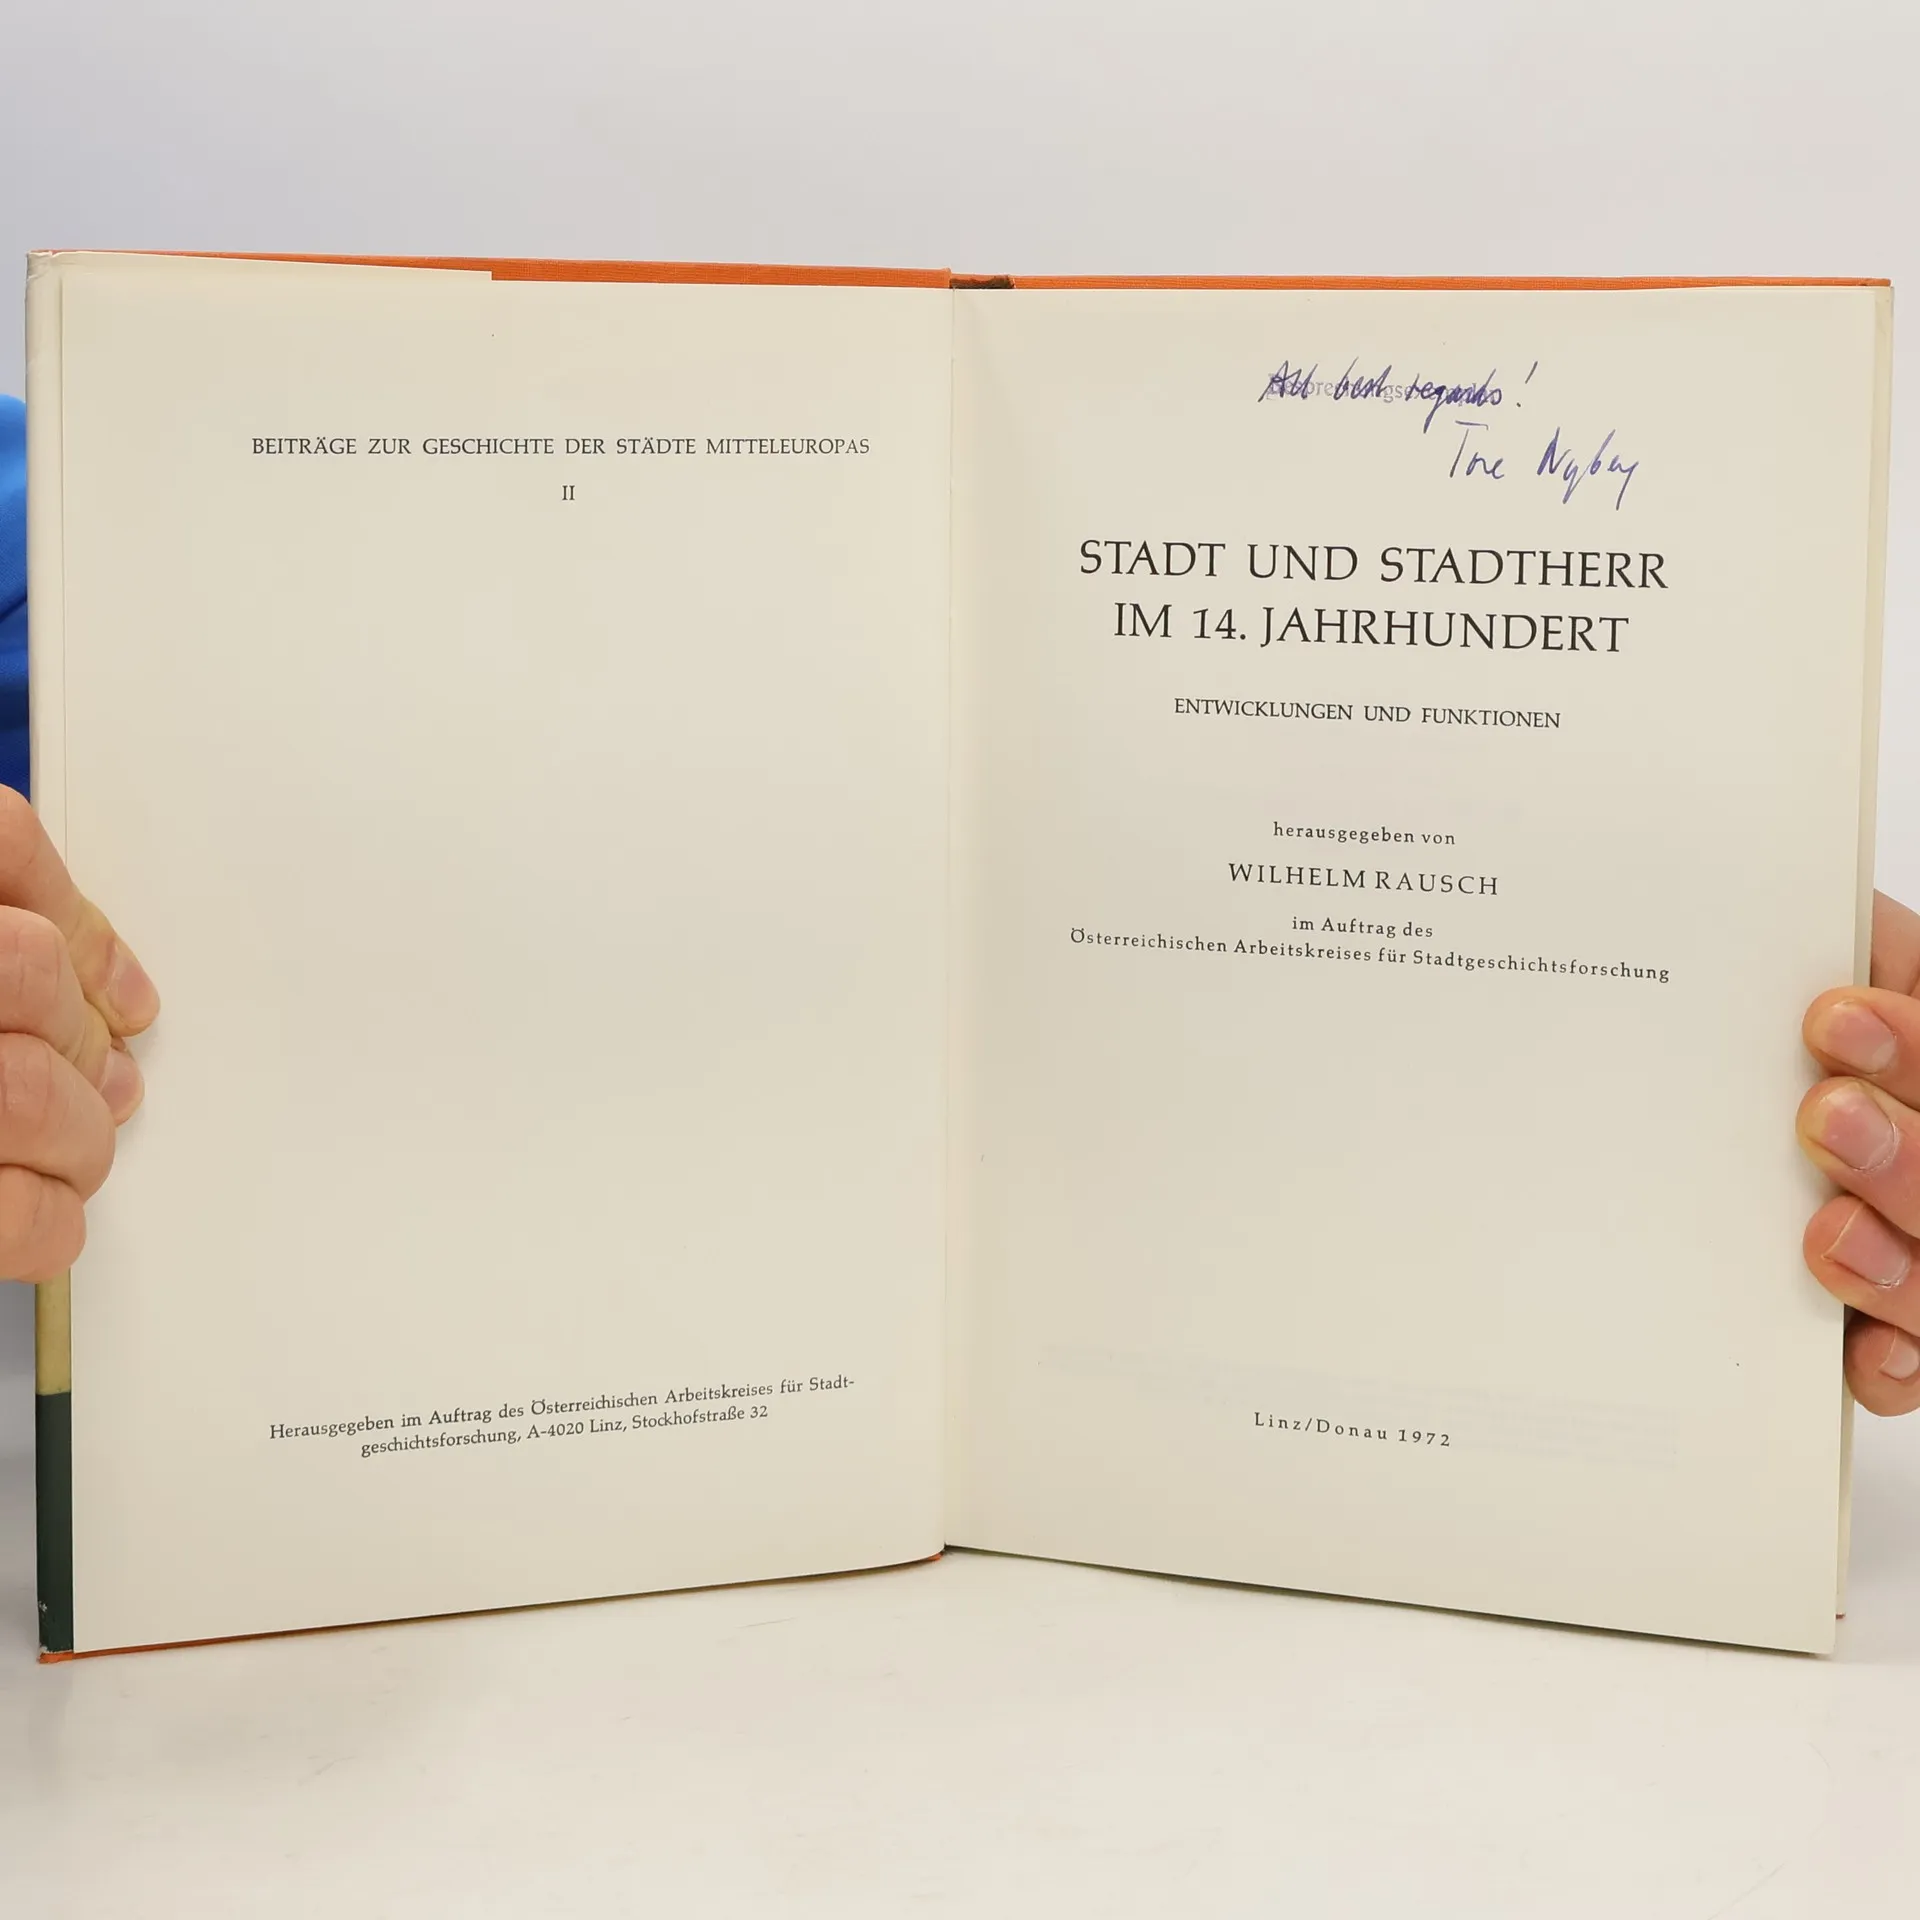 BEITRÄGE ZUR GESCHICHTE DER STÄDTE MITTELEUROPAS
II
Herausgegeben im Auftrag des Österreichischen Arbeitskreises für Stadt-
geschichtsforschung, A-4020 Linz, Stockhofstraße 32
All best regards!
Tore Nyberg
STADT UND STADTHERR
IM 14. JAHRHUNDERT
ENTWICKLUNGEN UND FUNKTIONEN
herausgegeben von
WILHELM RAUSCH
im Auftrag des
Österreichischen Arbeitskreises für Stadtgeschichtsforschung
Linz/Donau 1972